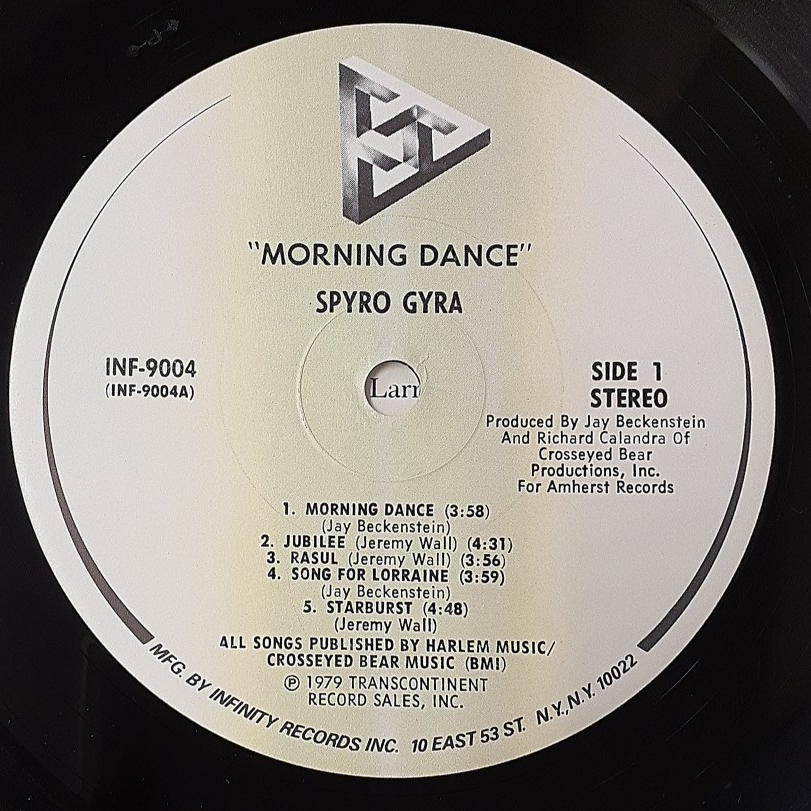 "MORNING DANCE"
SPYRO GYRA
INF-9004
(INF-9004A)
SIDE 1
STEREO
Produced By Jay Beckenstein
And Richard Calandra Of
Crosseyed Bear
Productions, Inc.
For Amherst Records
Larr
1. MORNING DANCE (3:58)
(Jay Beckenstein)
2. JUBILEE (Jeremy Wall) (4:31)
3. RASUL (Jeremy Wall) (3:56)
4. SONG FOR LORRAINE (3:59)
(Jay Beckenstein)
5. STARBURST (4:48)
(Jeremy Wall)
ALL SONGS PUBLISHED BY HARLEM MUSIC/
CROSSEYED BEAR MUSIC (BMI)
℗ 1979 TRANSCONTINENT
RECORD SALES, INC.
MFG. BY INFINITY RECORDS INC. 10 EAST 53 ST. N.Y., N.Y. 10022